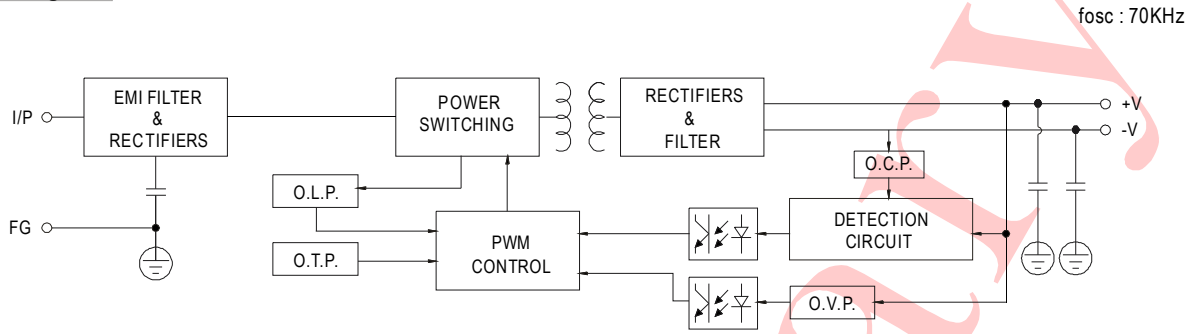 fosc : 70KHz
EMI FILTER
&
RECTIFIERS
POWER
SWITCHING
RECTIFIERS
&
FILTER
I/P
+V
-V
O.C.P.
O.L.P.
FG
PWM
CONTROL
DETECTION
CIRCUIT
O.T.P.
O.V.P.